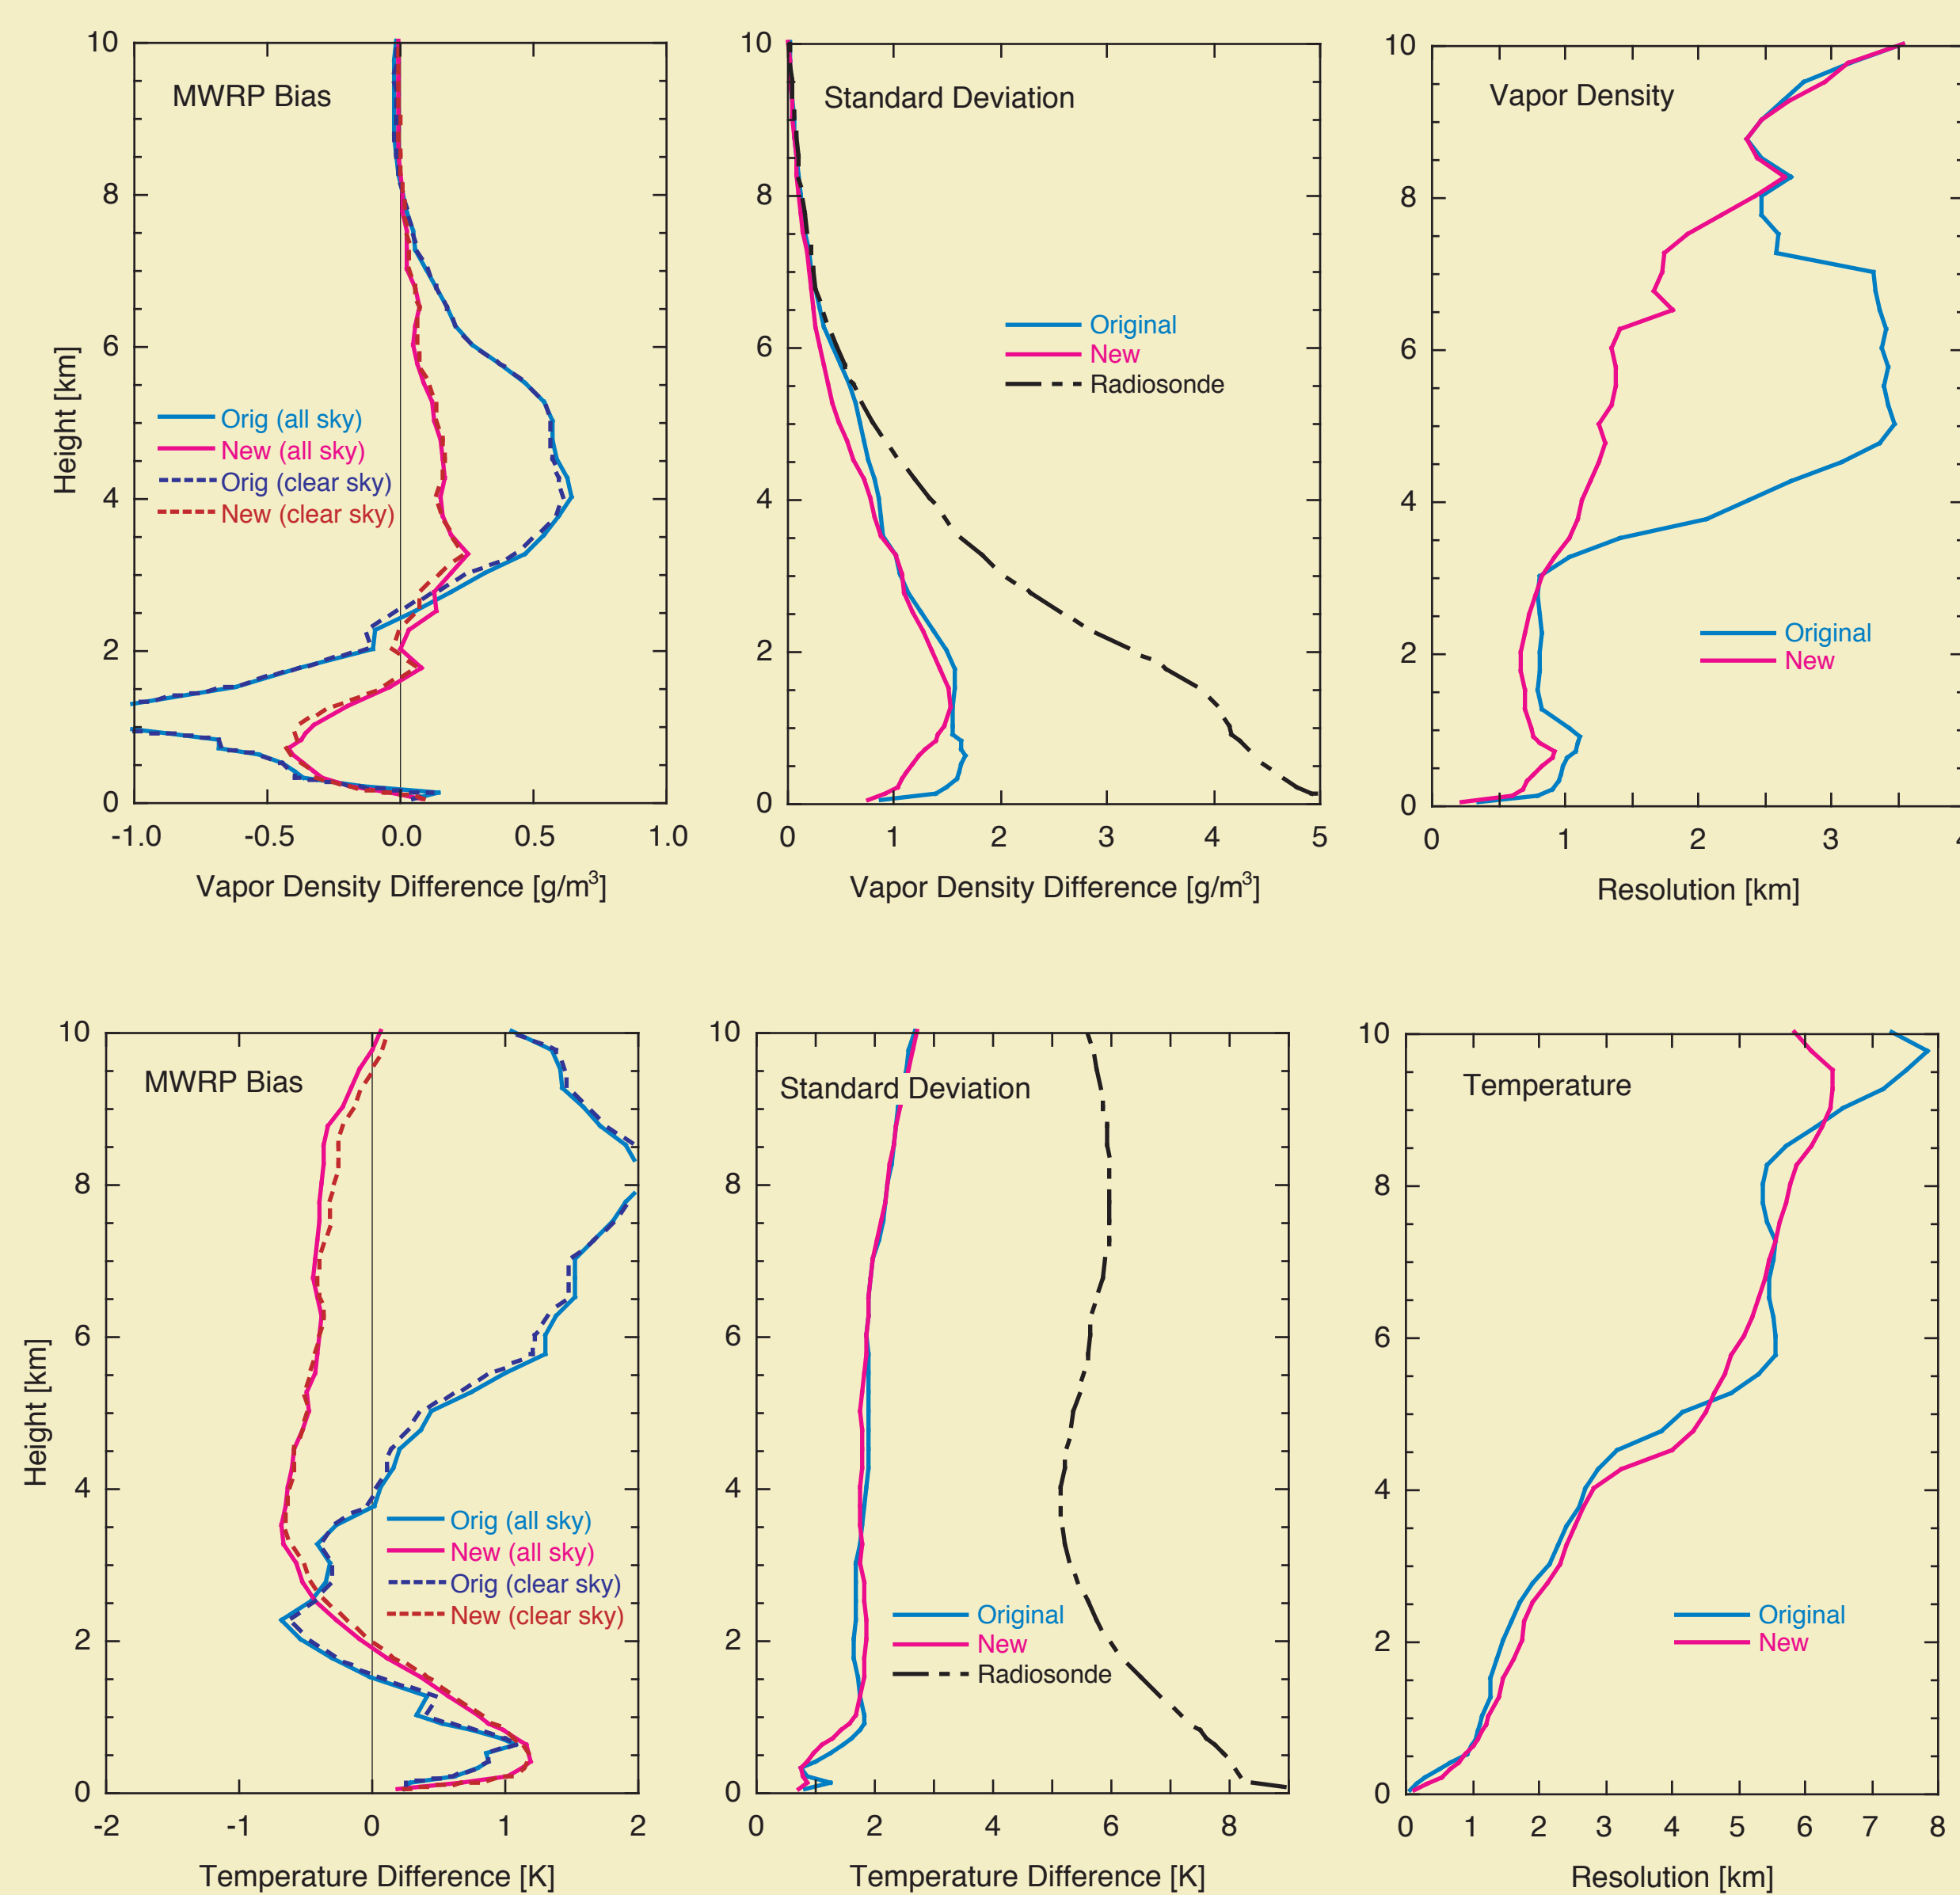 MWRP Bias
Height [km]
10
8
6
4
2
0
Orig (all sky)
New (all sky)
Orig (clear sky)
New (clear sky)
-1.0 -0.5 0.0 0.5 1.0
Vapor Density Difference [g/m³]
Standard Deviation
10
8
6
4
2
0
Original
New
Radiosonde
0 1 2 3 4 5
Vapor Density Difference [g/m³]
Vapor Density
10
8
6
4
2
0
Original
New
0 1 2 3
Resolution [km]
MWRP Bias
Height [km]
10
8
6
4
2
0
Orig (all sky)
New (all sky)
Orig (clear sky)
New (clear sky)
-2 -1 0 1 2
Temperature Difference [K]
Standard Deviation
10
8
6
4
2
0
Original
New
Radiosonde
0 2 4 6 8
Temperature Difference [K]
Temperature
10
8
6
4
2
0
Original
New
0 1 2 3 4 5 6 7 8
Resolution [km]